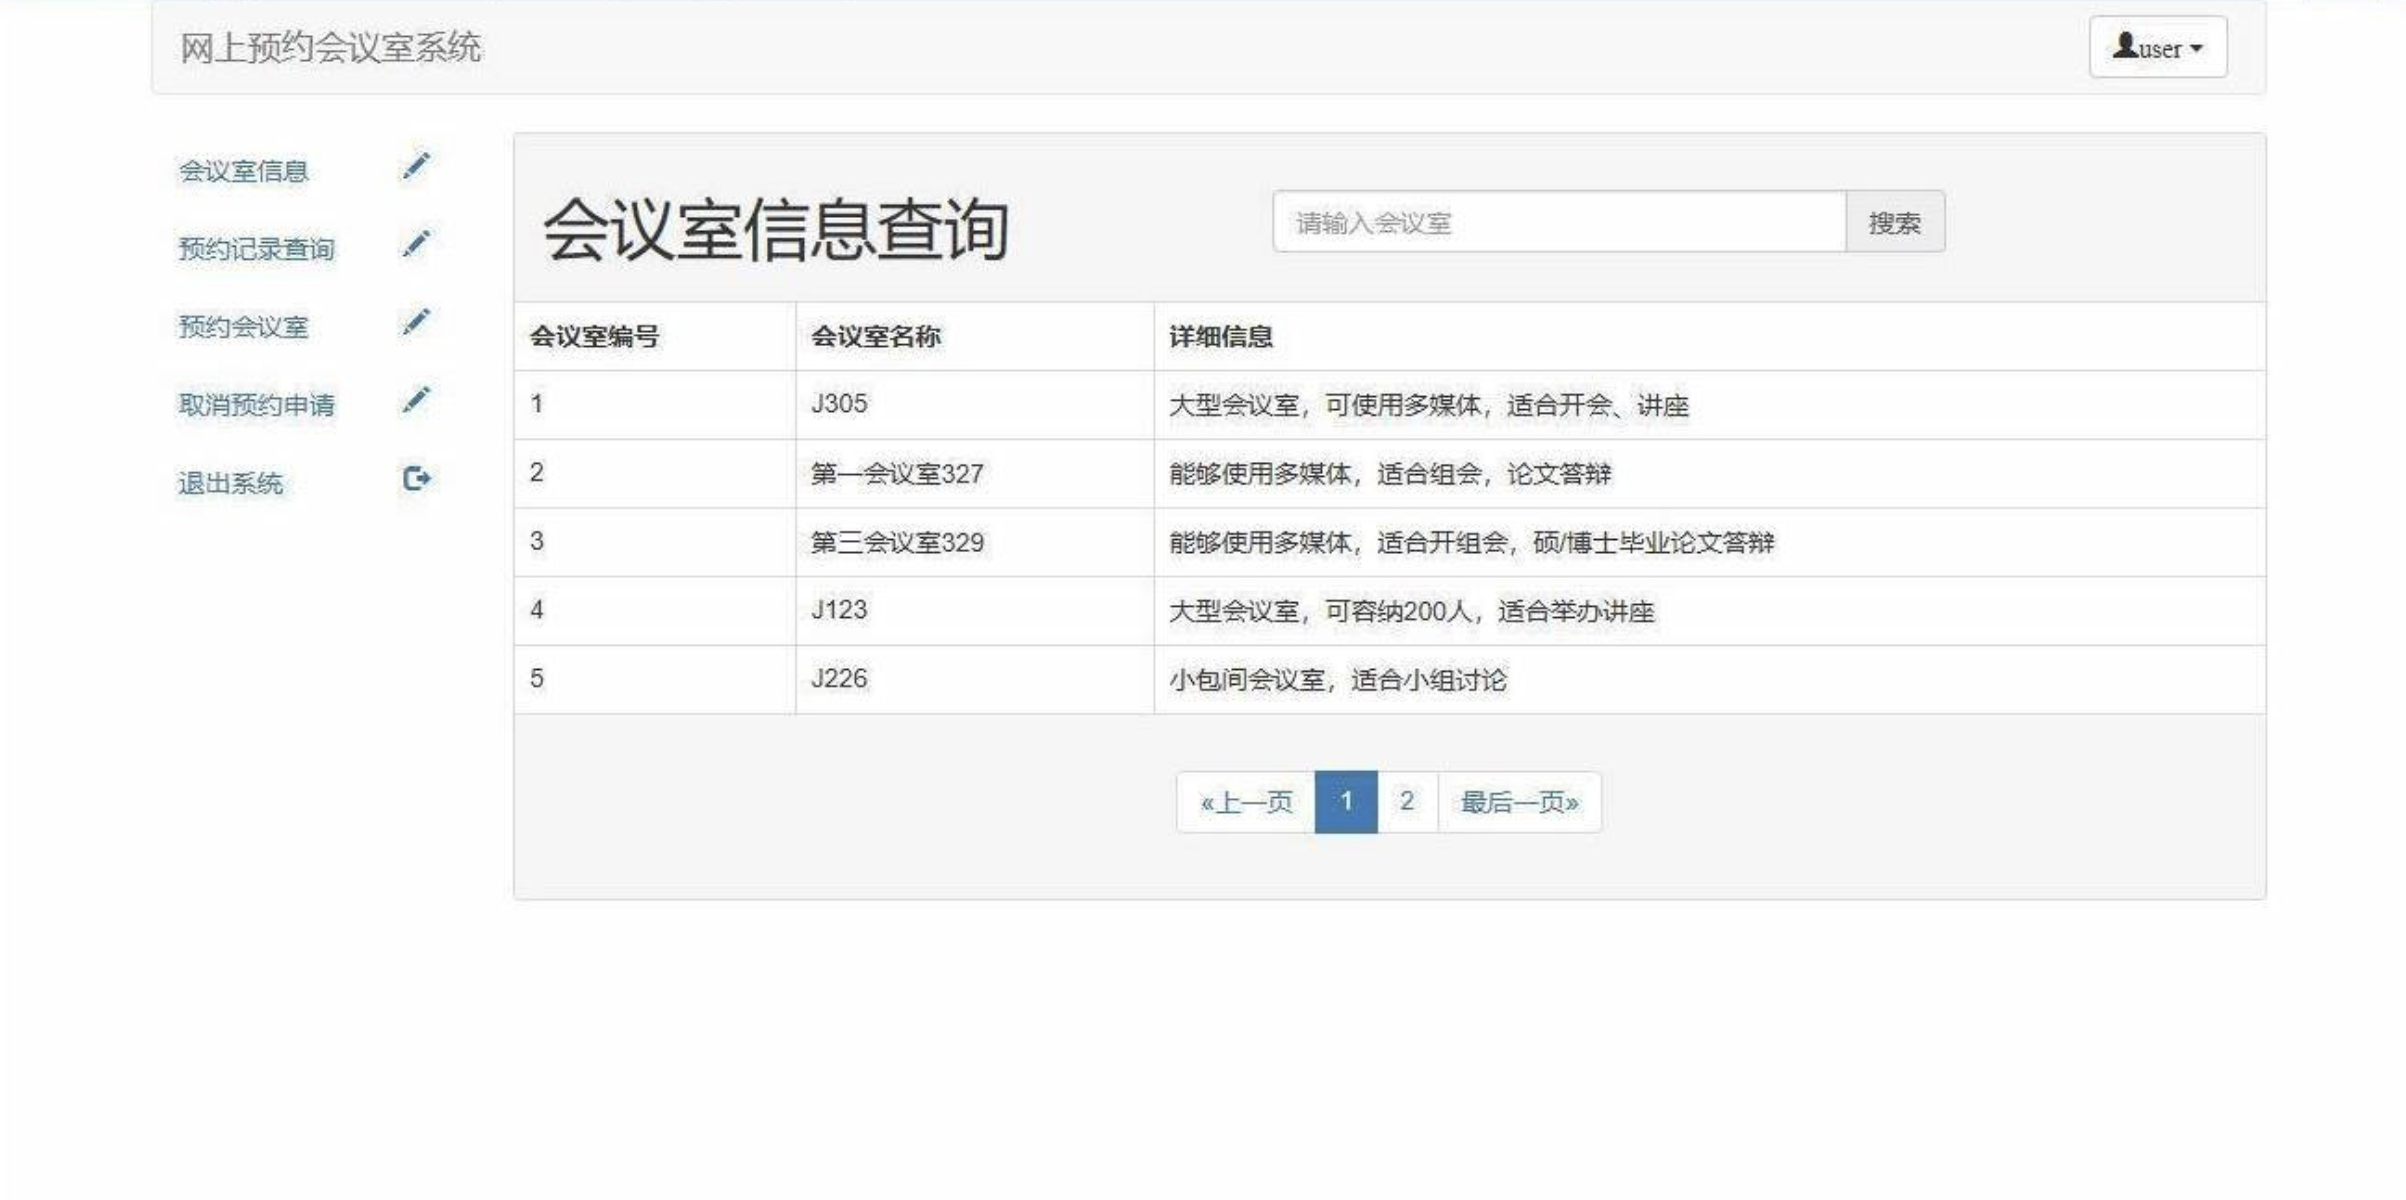 网上预约会议室系统
user
会议室信息
预约记录查询
预约会议室
取消预约申请
退出系统
会议室信息查询
请输入会议室 搜索
会议室编号 会议室名称 详细信息
1 J305 大型会议室，可使用多媒体，适合开会、讲座
2 第一会议室327 能够使用多媒体，适合组会，论文答辩
3 第三会议室329 能够使用多媒体，适合开组会，硕/博士毕业论文答辩
4 J123 大型会议室，可容纳200人，适合举办讲座
5 J226 小包间会议室，适合小组讨论
«上一页 1 2 最后一页»